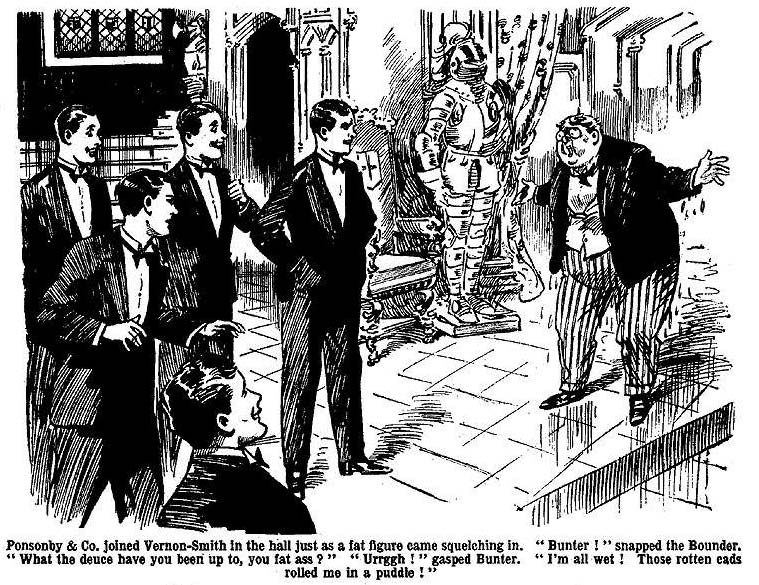 Ponsonby & Co. joined Vernon-Smith in the hall just as a fat figure came squelching in. " Bunter ! " snapped the Bounder.
" What the deuce have you been up to, you fat ass ? " " Urrggh ! " gasped Bunter. " I'm all wet ! Those rotten cads
rolled me in a puddle ! "